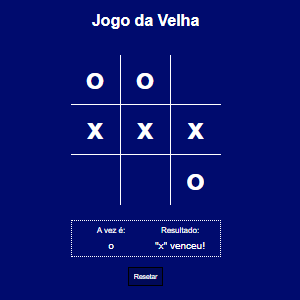 Jogo da Velha
o o
x x x
o
A vez é: Resultado:
o "x" venceu!
Resetar